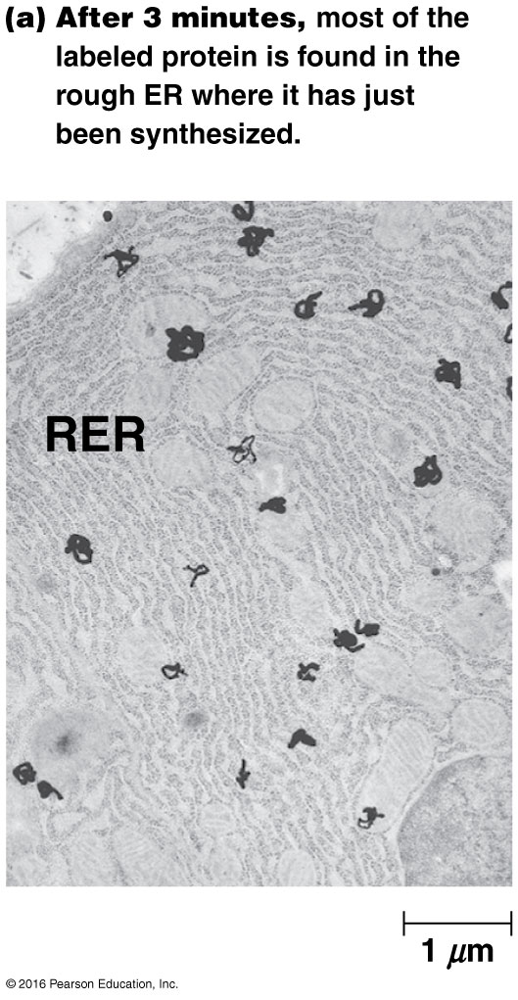 (a) After 3 minutes, most of the
labeled protein is found in the
rough ER where it has just
been synthesized.
RER
1 μm
© 2016 Pearson Education, Inc.